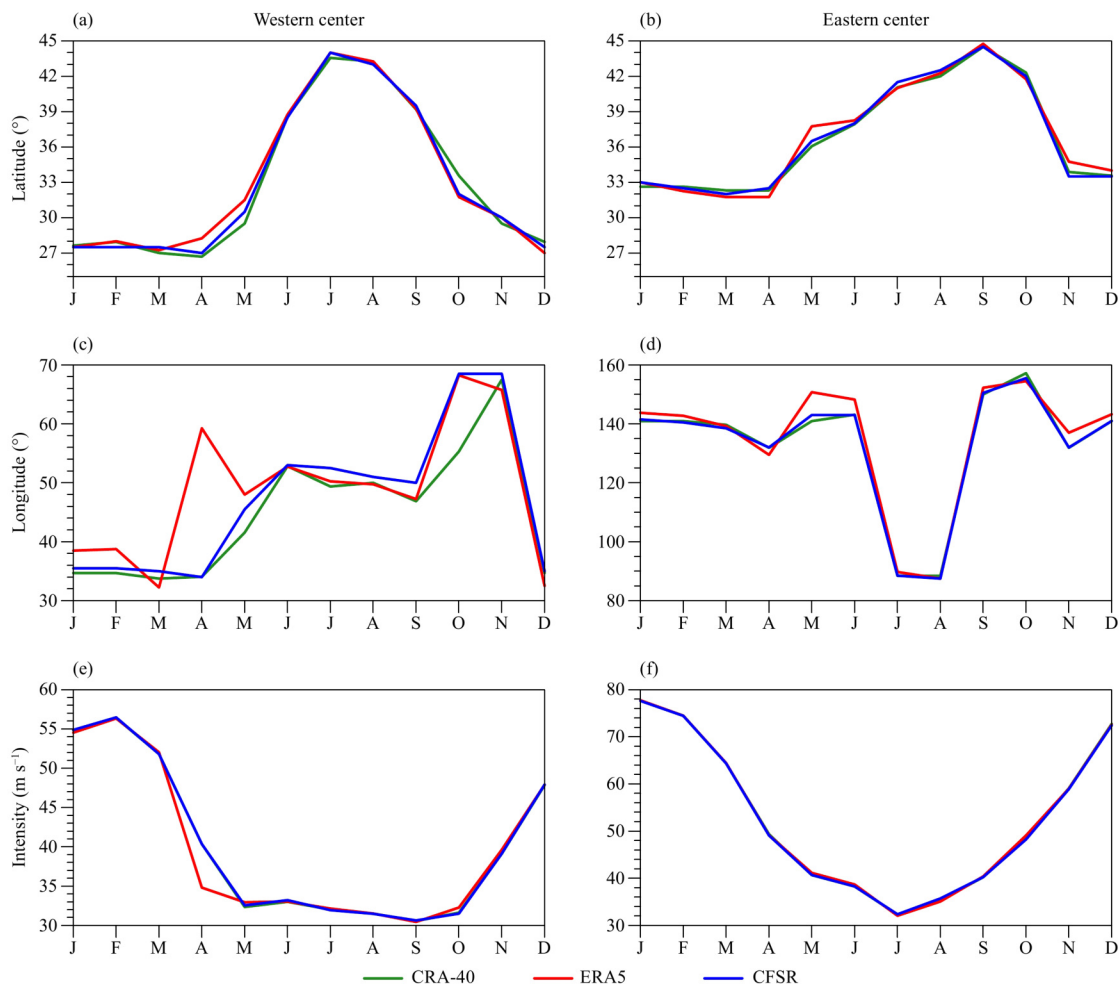 (a) Western center
(b) Eastern center
Latitude (°)
45
42
39
36
33
30
27
J F M A M J J A S O N D
45
42
39
36
33
30
27
J F M A M J J A S O N D
(c)
(d)
Longitude (°)
70
60
50
40
30
J F M A M J J A S O N D
160
140
120
100
80
J F M A M J J A S O N D
(e)
(f)
Intensity (m s⁻¹)
60
55
50
45
40
35
30
J F M A M J J A S O N D
80
70
60
50
40
30
J F M A M J J A S O N D
CRA-40 ERA5 CFSR